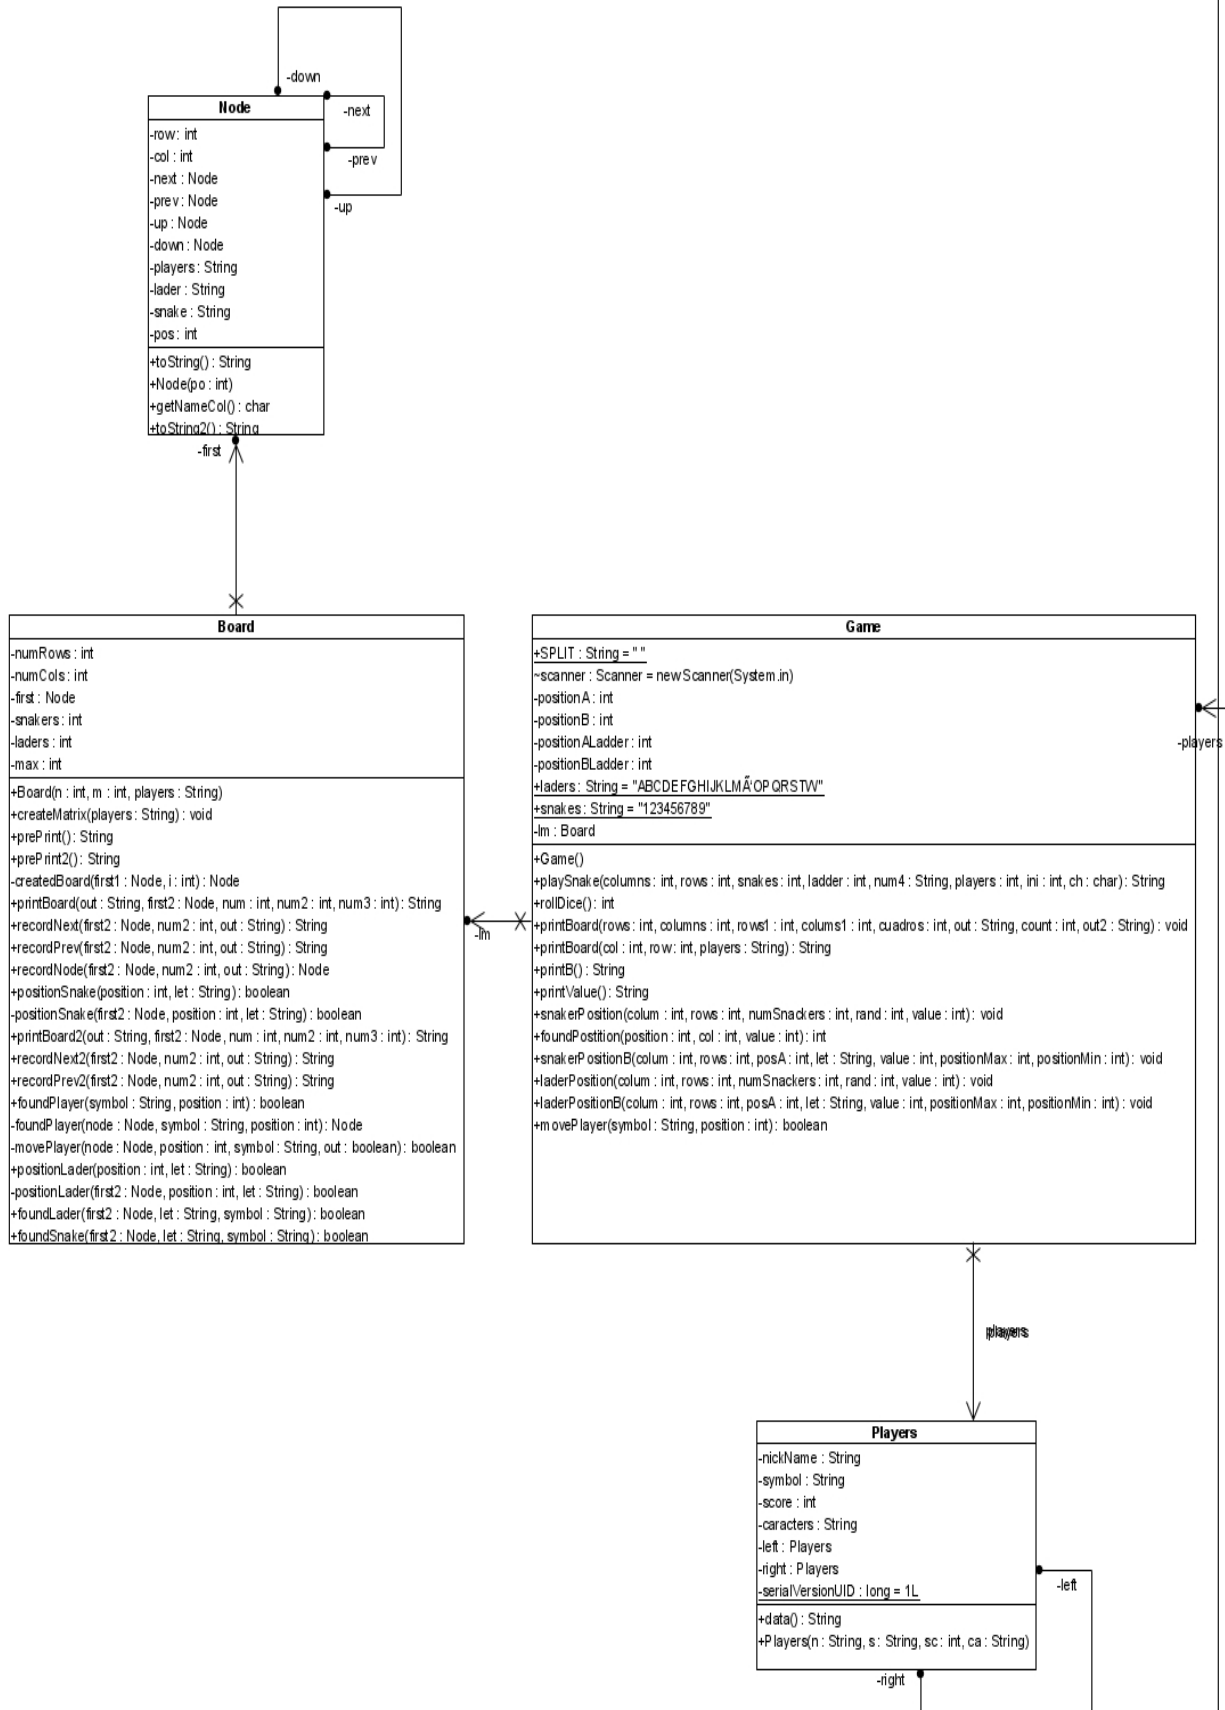 -down
Node
-next
-row : int
-col : int
-prev
-next : Node
-prev : Node
-up
-up : Node
-down : Node
-players : String
-lader : String
-snake : String
-pos : int
+toString() : String
+Node(po : int)
+getNameCol() : char
+toString2() : String
-first
Board
-numRows : int
-numCols : int
-first : Node
-snakers : int
-laders : int
-max : int
+Board(n : int, m : int, players : String)
+createMatrix(players : String) : void
+prePrint() : String
+prePrint2() : String
-createdBoard(first1 : Node, i : int) : Node
+printBoard(out : String, first2 : Node, num : int, num2 : int, num3 : int) : String
+recordNext(first2 : Node, num2 : int, out : String) : String
+recordPrev(first2 : Node, num2 : int, out : String) : String
+recordNode(first2 : Node, num2 : int, out : String) : Node
+positionSnake(position : int, let : String) : boolean
-positionSnake(first2 : Node, position : int, let : String) : boolean
+printBoard2(out : String, first2 : Node, num : int, num2 : int, num3 : int) : String
+recordNext2(first2 : Node, num2 : int, out : String) : String
+recordPrev2(first2 : Node, num2 : int, out : String) : String
+foundPlayer(symbol : String, position : int) : boolean
-foundPlayer(node : Node, symbol : String, position : int) : Node
-movePlayer(node : Node, position : int, symbol : String, out : boolean) : boolean
+positionLader(position : int, let : String) : boolean
-positionLader(first2 : Node, position : int, let : String) : boolean
+foundLader(first2 : Node, let : String, symbol : String) : boolean
+foundSnake(first2 : Node, let : String, symbol : String) : boolean
-lm
Game
+SPLIT : String = " "
~scanner : Scanner = new Scanner(System.in)
-positionA : int
-positionB : int
-positionALadder : int
-positionBLadder : int
+laders : String = "ABCDEFGHIJKLMÃ‘OPQRSTVW"
+snakes : String = "123456789"
-lm : Board
+Game()
+playSnake(columns : int, rows : int, snakes : int, ladder : int, num4 : String, players : int, ini : int, ch : char) : String
+rollDice() : int
+printBoard(rows : int, columns : int, rows1 : int, colums1 : int, cuadros : int, out : String, count : int, out2 : String) : void
+printBoard(col : int, row : int, players : String) : String
+printB() : String
+printValue() : String
+snakerPosition(colum : int, rows : int, numSnackers : int, rand : int, value : int) : void
+foundPostition(position : int, col : int, value : int) : int
+snakerPositionB(colum : int, rows : int, posA : int, let : String, value : int, positionMax : int, positionMin : int) : void
+laderPosition(colum : int, rows : int, numSnackers : int, rand : int, value : int) : void
+laderPositionB(colum : int, rows : int, posA : int, let : String, value : int, positionMax : int, positionMin : int) : void
+movePlayer(symbol : String, position : int) : boolean
-players
players
Players
-nickName : String
-symbol : String
-score : int
-caracters : String
-left : Players
-right : Players
-serialVersionUID : long = 1L
+data() : String
+Players(n : String, s : String, sc : int, ca : String)
-left
-right